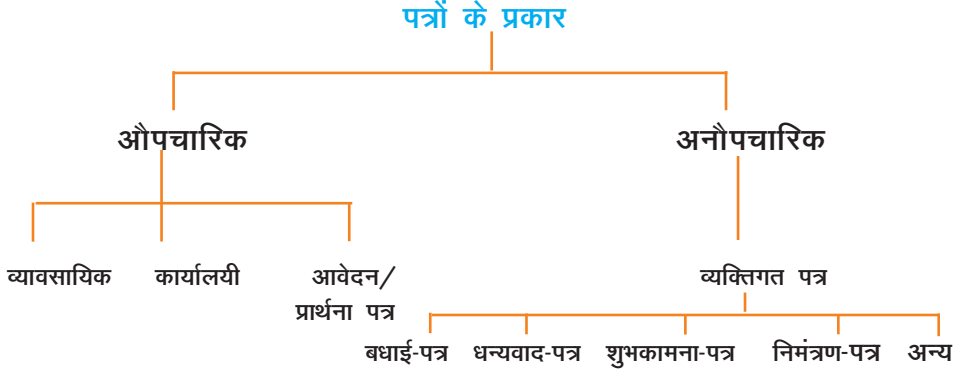 पत्रों के प्रकार
औपचारिक
अनौपचारिक
व्यावसायिक
कार्यालयी
आवेदन/
प्रार्थना पत्र
व्यक्तिगत पत्र
बधाई-पत्र
धन्यवाद-पत्र
शुभकामना-पत्र
निमंत्रण-पत्र
अन्य